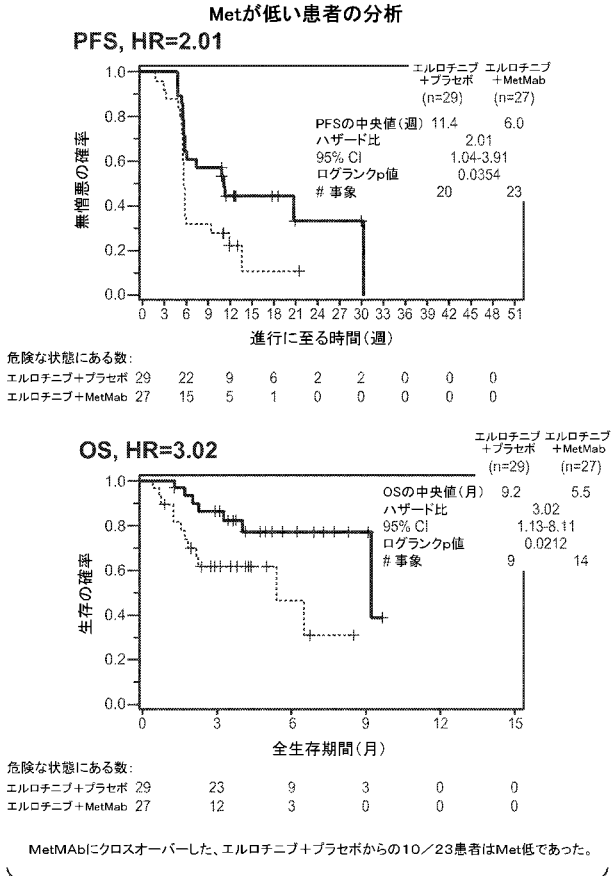 Metが低い患者の分析
PFS, HR=2.01
エルロチニブ エルロチニブ
+プラセボ +MetMab
(n=29) (n=27)
PFSの中央値(週) 11.4 6.0
ハザード比 2.01
95% CI 1.04-3.91
ログランクp値 0.0354
# 事象 20 23
無憎悪の確率
1.0
0.8
0.6
0.4
0.2
0.0
0 3 6 9 12 15 18 21 24 27 30 33 36 39 42 45 48 51
進行に至る時間(週)
危険な状態にある数:
エルロチニブ+プラセボ 29 22 9 6 2 2 0 0 0
エルロチニブ+MetMab 27 15 5 1 0 0 0 0 0
OS, HR=3.02
エルロチニブ エルロチニブ
+プラセボ +MetMab
(n=29) (n=27)
OSの中央値(月) 9.2 5.5
ハザード比 3.02
95% CI 1.13-8.11
ログランクp値 0.0212
# 事象 9 14
生存の確率
1.0
0.8
0.6
0.4
0.2
0.0
0 3 6 9 12 15
全生存期間(月)
危険な状態にある数:
エルロチニブ+プラセボ 29 23 9 3 0 0
エルロチニブ+MetMab 27 12 3 0 0 0
MetMAbにクロスオーバーした、エルロチニブ+プラセボからの10/23患者はMet低であった。